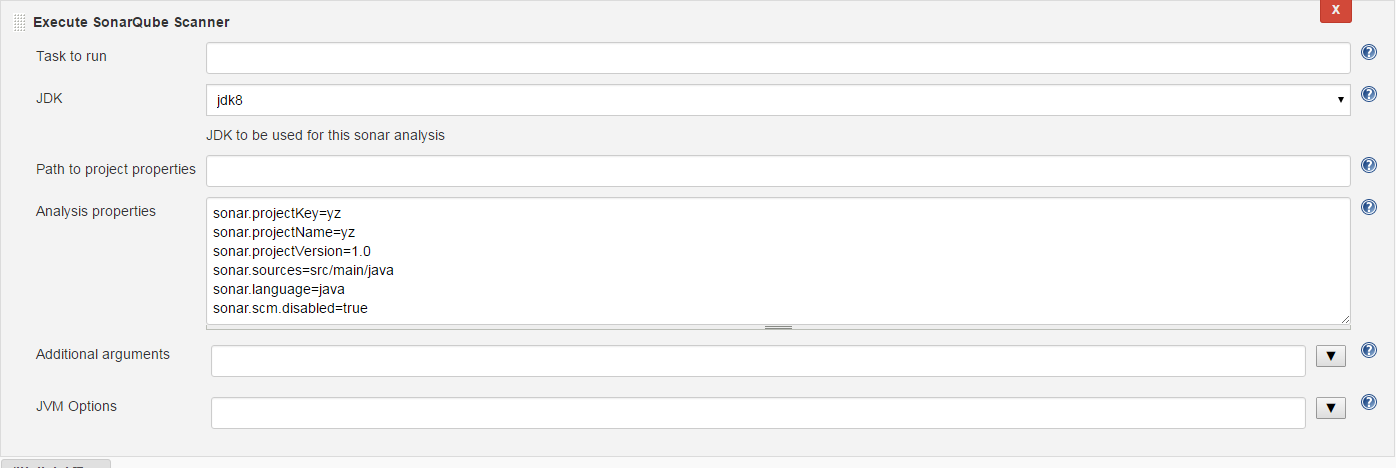 Execute SonarQube Scanner
X
Task to run
JDK
jdk8
JDK to be used for this sonar analysis
Path to project properties
Analysis properties
sonar.projectKey=yz
sonar.projectName=yz
sonar.projectVersion=1.0
sonar.sources=src/main/java
sonar.language=java
sonar.scm.disabled=true
Additional arguments
JVM Options